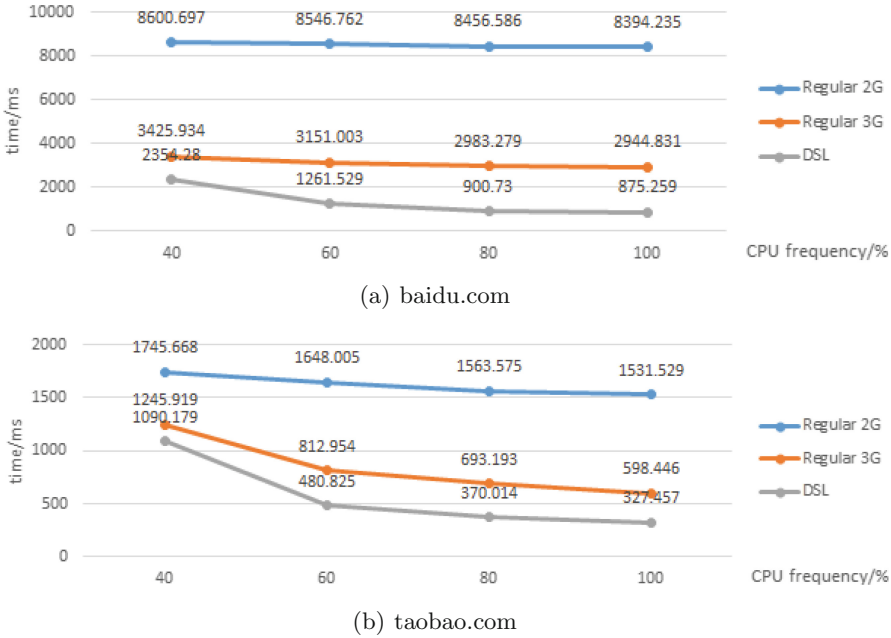 10000
8000
6000
4000
2000
0
time/ms
8600.697 8546.762 8456.586 8394.235
3425.934 3151.003 2983.279 2944.831
2354.28 1261.529 900.73 875.259
40 60 80 100 CPU frequency/%
Regular 2G
Regular 3G
DSL
(a) baidu.com
2000
1500
1000
500
0
time/ms
1745.668 1648.005 1563.575 1531.529
1245.919 812.954 693.193 598.446
1090.179 480.825 370.014 327.457
40 60 80 100 CPU frequency/%
Regular 2G
Regular 3G
DSL
(b) taobao.com